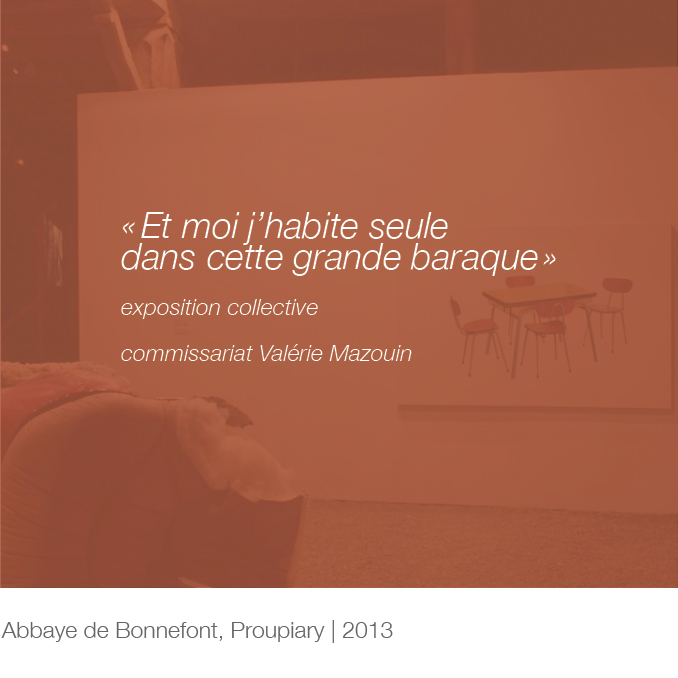 « Et moi j’habite seule
dans cette grande baraque »
exposition collective
commissariat Valérie Mazouin
Abbaye de Bonnefont, Proupiary | 2013